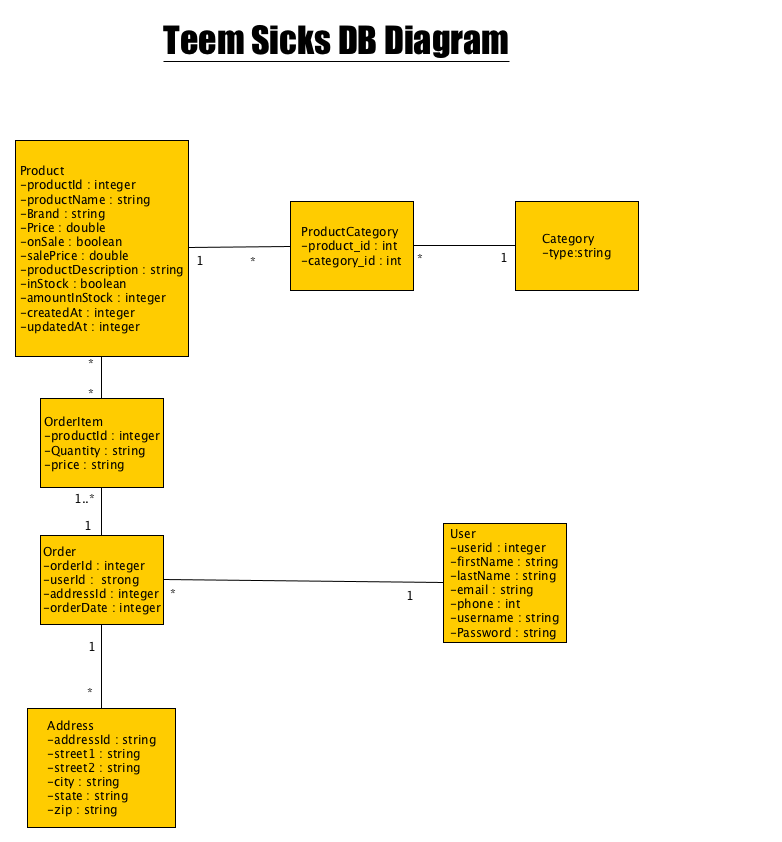 Teem Sicks DB Diagram
Product
-productId : integer
-productName : string
-Brand : string
-Price : double
-onSale : boolean
-salePrice : double
-productDescription : string
-inStock : boolean
-amountInStock : integer
-createdAt : integer
-updatedAt : integer
1
*
ProductCategory
-product_id : int
-category_id : int
*
1
Category
-type:string
*
*
OrderItem
-productId : integer
-Quantity : string
-price : string
1..*
1
Order
-orderId : integer
-userId :  strong
-addressId : integer
-orderDate : integer
*
1
User
-userid : integer
-firstName : string
-lastName : string
-email : string
-phone : int
-username : string
-Password : string
1
*
Address
-addressId : string
-street1 : string
-street2 : string
-city : string
-state : string
-zip : string